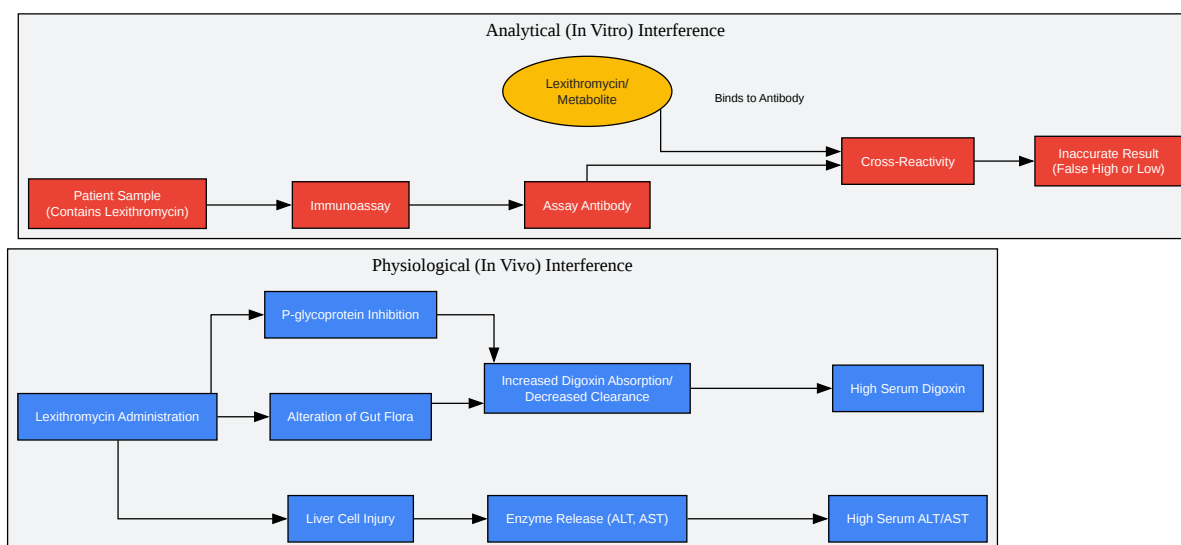 Analytical (In Vitro) Interference
Lexithromycin/
Metabolite
Binds to Antibody
Cross-Reactivity
Inaccurate Result
(False High or Low)
Patient Sample
(Contains Lexithromycin)
Immunoassay
Assay Antibody
Physiological (In Vivo) Interference
P-glycoprotein Inhibition
Increased Digoxin Absorption/
Decreased Clearance
High Serum Digoxin
Lexithromycin Administration
Alteration of Gut Flora
Liver Cell Injury
Enzyme Release (ALT, AST)
High Serum ALT/AST